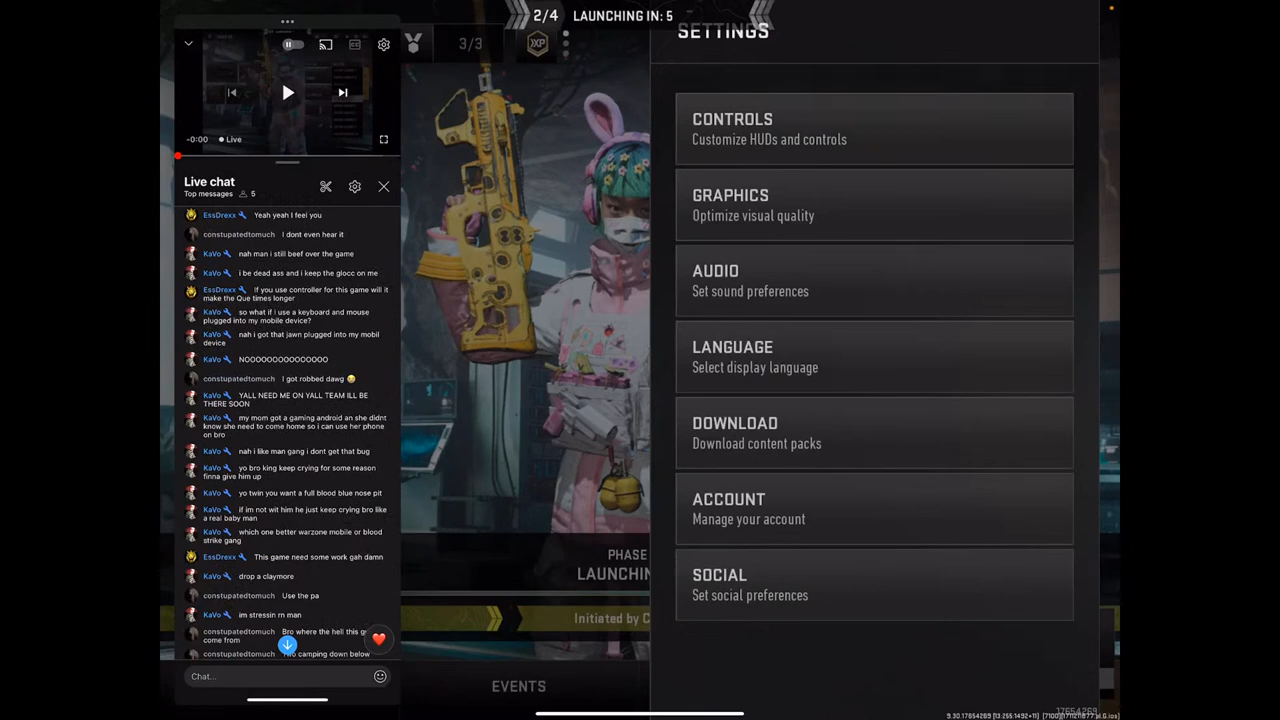 2/4 LAUNCHING IN: 5
3/3
XP
SETTINGS
CONTROLS
Customize HUDs and controls
GRAPHICS
Optimize visual quality
AUDIO
Set sound preferences
LANGUAGE
Select display language
DOWNLOAD
Download content packs
ACCOUNT
Manage your account
SOCIAL
Set social preferences
-0:00 Live
Live chat
Top messages 5
EssDrexx Yeah yeah I feel you
constupatedtomuch I dont even hear it
KaVo nah man i still beef over the game
KaVo i be dead ass and i keep the glocc on me
EssDrexx If you use controller for this game will it
make the Que times longer
KaVo so what if i use a keyboard and mouse
plugged into my mobile device?
KaVo nah i got that jawn plugged into my mobil
device
KaVo NOOOOOOOOOOOOOOO
constupatedtomuch I got robbed dawg 😂
KaVo YALL NEED ME ON YALL TEAM ILL BE
THERE SOON
KaVo my mom got a gaming android an she didnt
know she need to come home so i can use her phone
on bro
KaVo nah i like man gang i dont get that bug
KaVo yo bro king keep crying for some reason
finna give him up
KaVo yo twin you want a full blood blue nose pit
KaVo if im not wit him he just keep crying bro like
a real baby man
KaVo which one better warzone mobile or blood
strike gang
EssDrexx This game need some work gah damn
KaVo drop a claymore
constupatedtomuch Use the pa
KaVo im stressin rn man
constupatedtomuch Bro where the hell this g
come from
constupatedtomuch camping down below
Chat...
PHASE
LAUNCHIN
Initiated by C
EVENTS
17654269